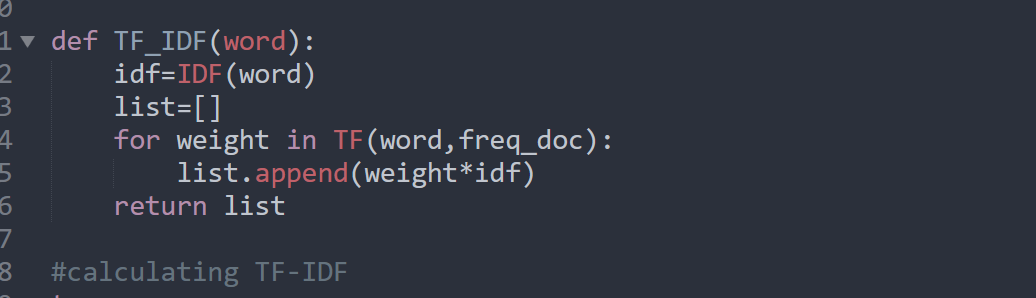 0
1 def TF_IDF(word):
2     idf=IDF(word)
3     list=[]
4     for weight in TF(word,freq_doc):
5         list.append(weight*idf)
6     return list
7
8 #calculating TF-IDF